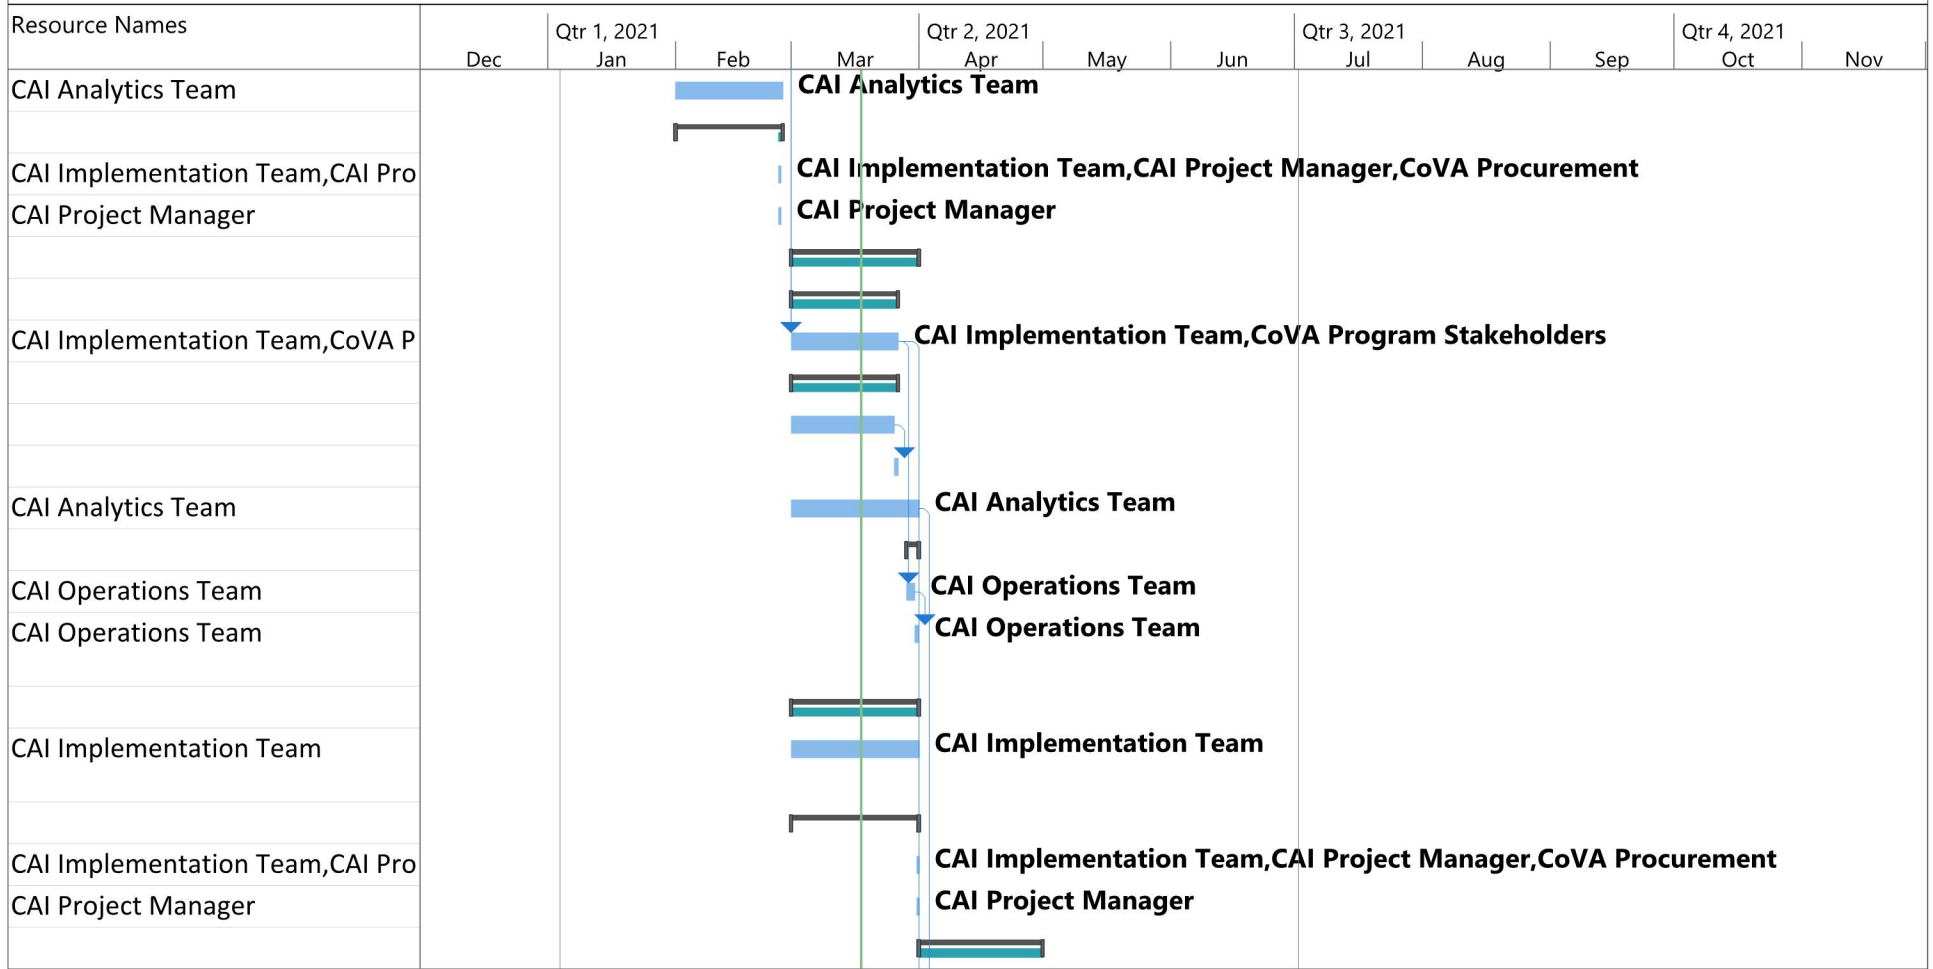 Resource Names
Qtr 1, 2021 Qtr 2, 2021 Qtr 3, 2021 Qtr 4, 2021
Dec Jan Feb Mar Apr May Jun Jul Aug Sep Oct Nov
CAI Analytics Team CAI Analytics Team
CAI Implementation Team,CAI Pro CAI Implementation Team,CAI Project Manager,CoVA Procurement
CAI Project Manager CAI Project Manager
CAI Implementation Team,CoVA P CAI Implementation Team,CoVA Program Stakeholders
CAI Analytics Team CAI Analytics Team
CAI Operations Team CAI Operations Team
CAI Operations Team CAI Operations Team
CAI Implementation Team CAI Implementation Team
CAI Implementation Team,CAI Pro CAI Implementation Team,CAI Project Manager,CoVA Procurement
CAI Project Manager CAI Project Manager